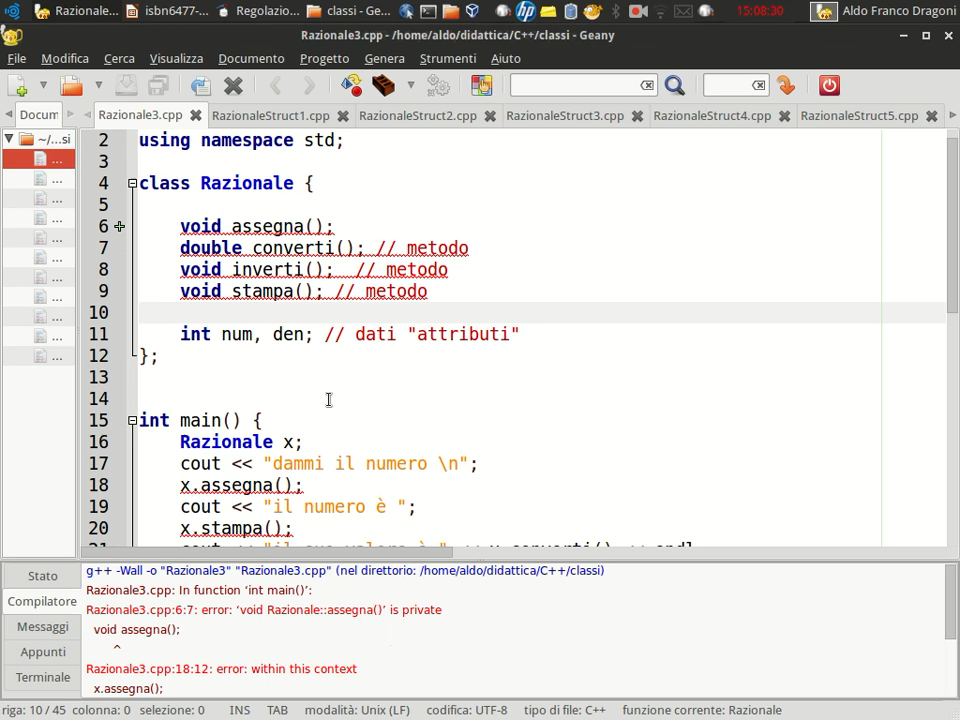 Razionale...
isbn6477-...
Regolazio...
classi - Ge...
15:08:30
Aldo Franco Dragoni
Razionale3.cpp - /home/aldo/didattica/C++/classi - Geany
File Modifica Cerca Visualizza Documento Progetto Genera Strumenti Aiuto
Docum
Razionale3.cpp RazionaleStruct1.cpp RazionaleStruct2.cpp RazionaleStruct3.cpp RazionaleStruct4.cpp RazionaleStruct5.cpp
~/...si
...
...
...
...
...
...
...
...
...
...
...
2 using namespace std;
3
4 class Razionale {
5
6 void assegna();
7 double converti(); // metodo
8 void inverti(); // metodo
9 void stampa(); // metodo
10
11 int num, den; // dati "attributi"
12 };
13
14
15 int main() {
16 Razionale x;
17 cout << "dammi il numero \n";
18 x.assegna();
19 cout << "il numero è ";
20 x.stampa();
21 cout << "il suo valore è " << x.converti() << endl
Stato
Compilatore
Messaggi
Appunti
Terminale
g++ -Wall -o "Razionale3" "Razionale3.cpp" (nel direttorio: /home/aldo/didattica/C++/classi)
Razionale3.cpp: In function ‘int main()’:
Razionale3.cpp:6:7: error: ‘void Razionale::assegna()’ is private
void assegna();
^
Razionale3.cpp:18:12: error: within this context
x.assegna();
riga: 10 / 45 colonna: 0 selezione: 0 INS TAB modalità: Unix (LF) codifica: UTF-8 tipo di file: C++ funzione corrente: Razionale